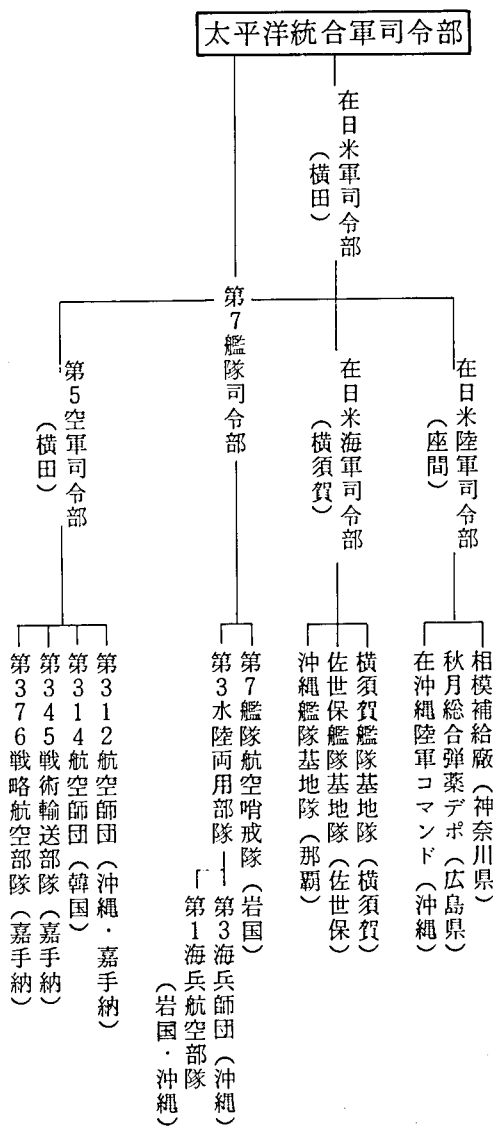 太平洋統合軍司令部
在日米軍司令部
（横田）
在日米陸軍司令部
（座間）
相模補給廠（神奈川県）
秋月総合弾薬デポ（広島県）
在沖縄陸軍コマンド（沖縄）
在日米海軍司令部
（横須賀）
横須賀艦隊基地隊（横須賀）
佐世保艦隊基地隊（佐世保）
沖縄艦隊基地隊（那覇）
第7艦隊司令部
第7艦隊航空哨戒隊（岩国）
第3水陸両用部隊
第3海兵師団（沖縄）
第1海兵航空部隊
（岩国・沖縄）
第5空軍司令部
（横田）
第312航空師団（沖縄・嘉手納）
第314航空師団（韓国）
第345戦術輸送部隊（嘉手納）
第376戦略航空部隊（嘉手納）